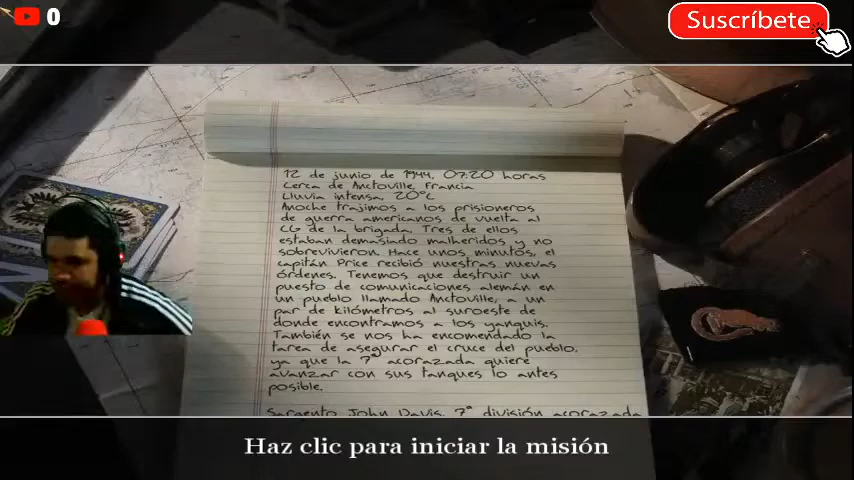 0
Suscríbete
12 de junio de 1944, 07:20 horas
Cerca de Anctoville, Francia
Lluvia intensa, 20°C
Anoche trajimos a los prisioneros
de guerra americanos de vuelta al
CG de la brigada. Tres de ellos
estaban demasiado malheridos y no
sobrevivieron. Hace unos minutos, el
capitán Price recibió nuestras nuevas
órdenes. Tenemos que destruir un
puesto de comunicaciones alemán en
un pueblo llamado Anctoville, a un
par de kilómetros al suroeste de
donde encontramos a los yanquis.
También se nos ha encomendado la
tarea de asegurar el cruce del pueblo,
ya que la 7ª acorazada quiere
avanzar con sus tanques lo antes
posible.
Sargento John Davis, 7ª división acorazada
Haz clic para iniciar la misión